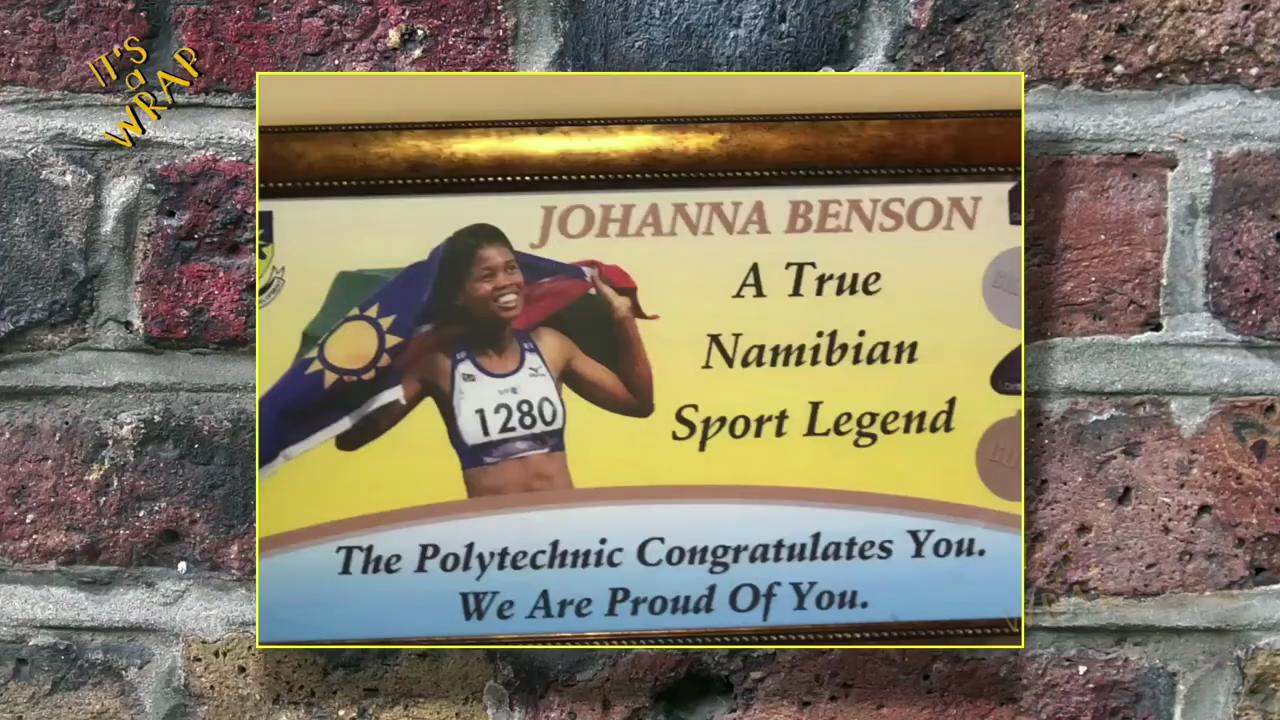 IT'S
a
WRAP
JOHANNA BENSON
A True
Namibian
Sport Legend
1280
The Polytechnic Congratulates You.
We Are Proud Of You.